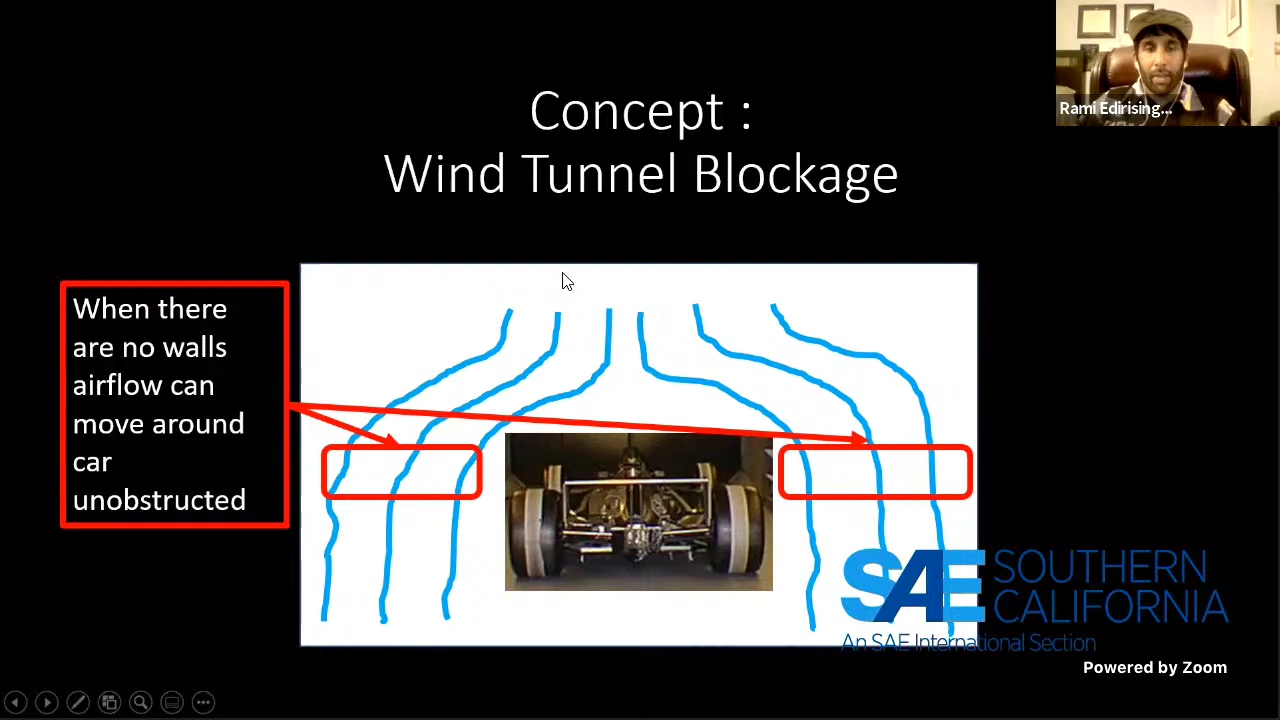 Rami Edirising...
Concept :
Wind Tunnel Blockage
When there
are no walls
airflow can
move around
car
unobstructed
SAE SOUTHERN
CALIFORNIA
An SAE International Section
Powered by Zoom